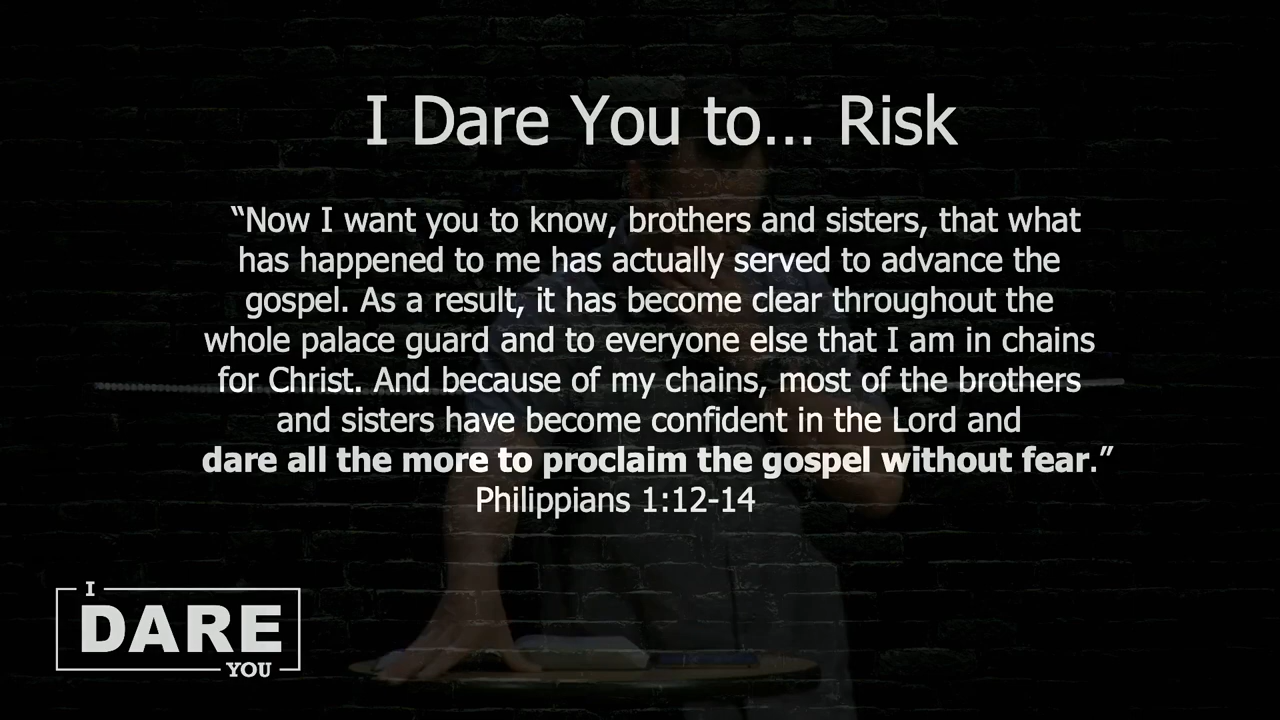 I Dare You to... Risk
“Now I want you to know, brothers and sisters, that what
has happened to me has actually served to advance the
gospel. As a result, it has become clear throughout the
whole palace guard and to everyone else that I am in chains
for Christ. And because of my chains, most of the brothers
and sisters have become confident in the Lord and
dare all the more to proclaim the gospel without fear.”
Philippians 1:12-14
I
DARE
YOU